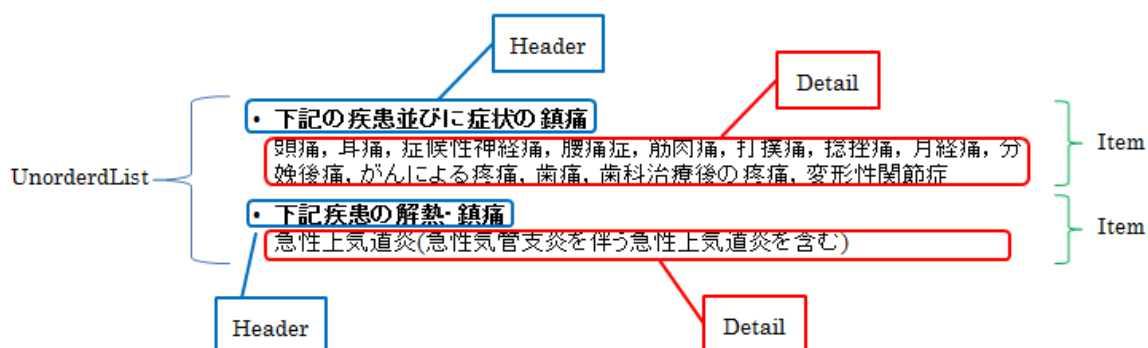 Header
Detail
• 下記の疾患並びに症状の鎮痛
頭痛, 耳痛, 症候性神経痛, 腰痛症, 筋肉痛, 打撲痛, 捻挫痛, 月経痛, 分
娩後痛, がんによる疼痛, 歯痛, 歯科治療後の疼痛, 変形性関節症
Item
UnorderdList
• 下記疾患の解熱・鎮痛
急性上気道炎(急性気管支炎を伴う急性上気道炎を含む)
Item
Header
Detail